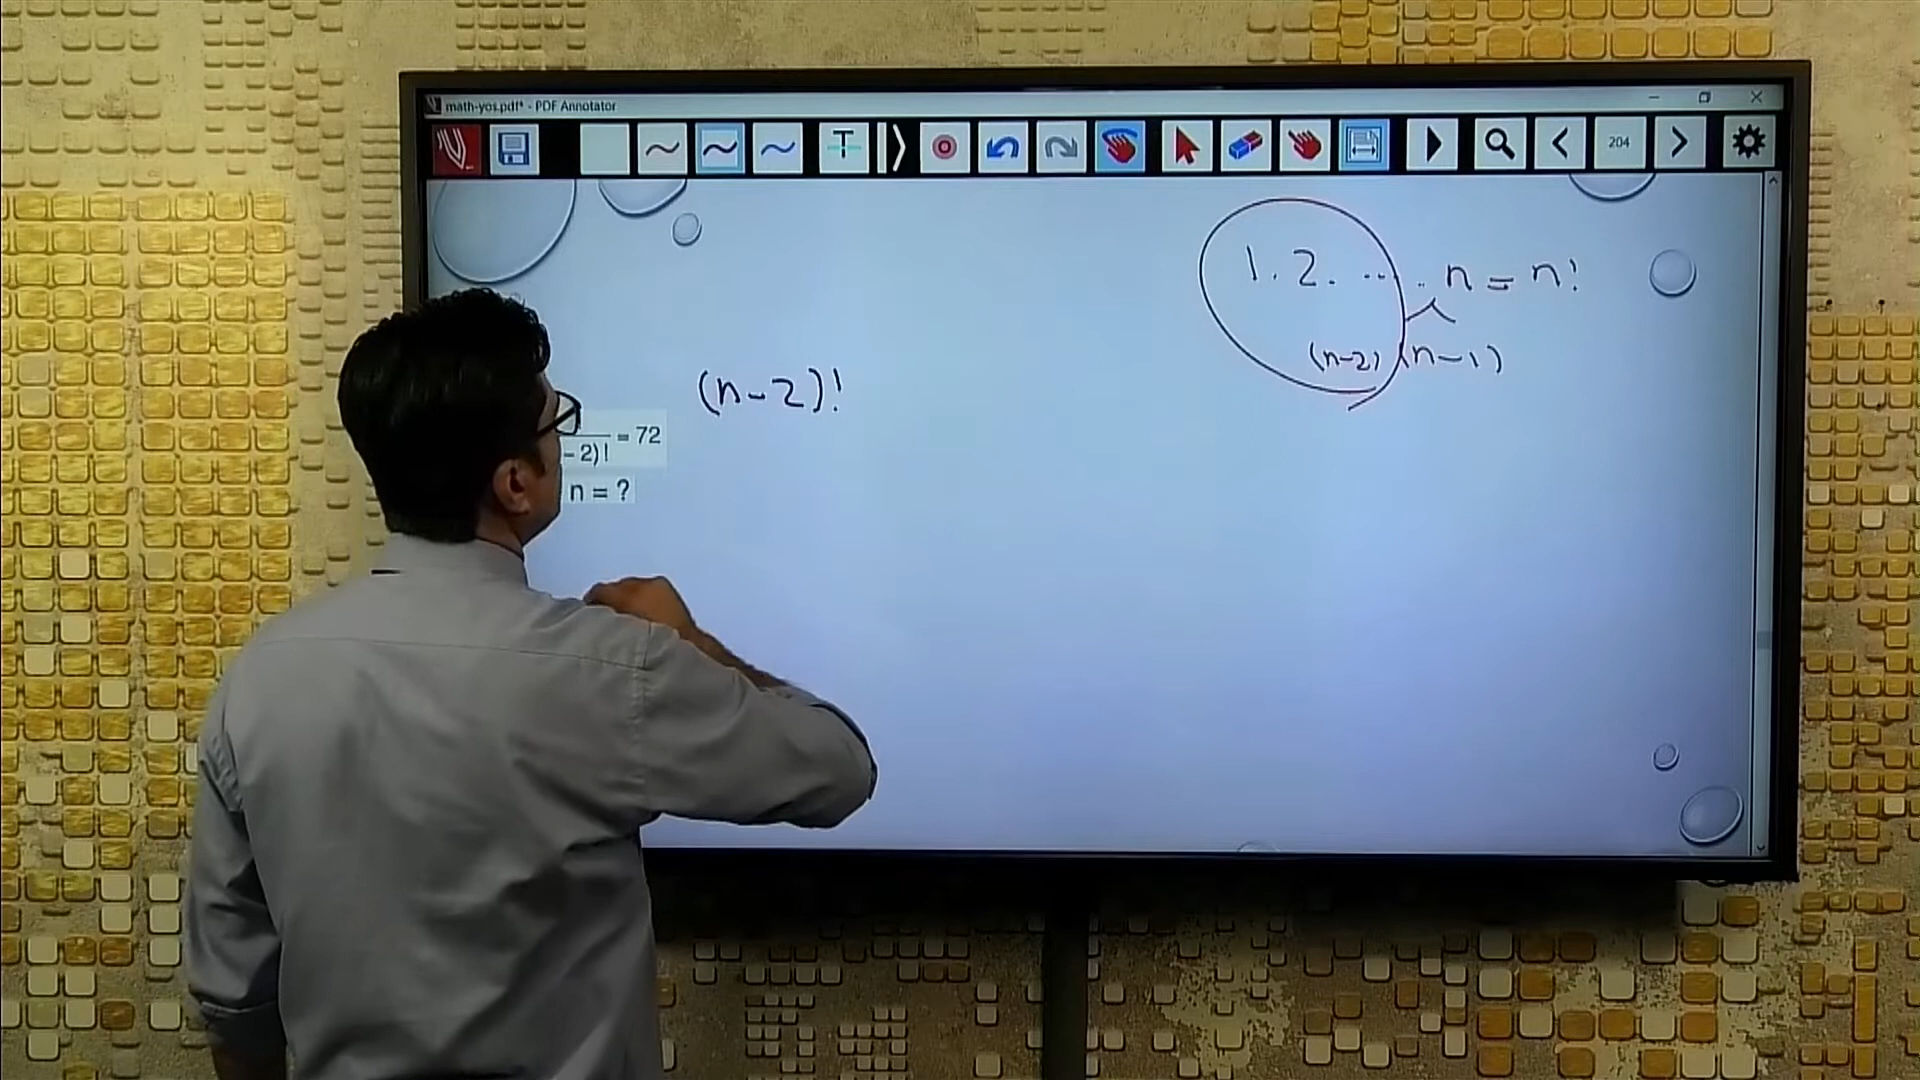 math-yos.pdf* - PDF Annotator
204
1. 2. ... . n = n!
(n-2) (n-1)
(n-2)!
- 2)! = 72
n = ?